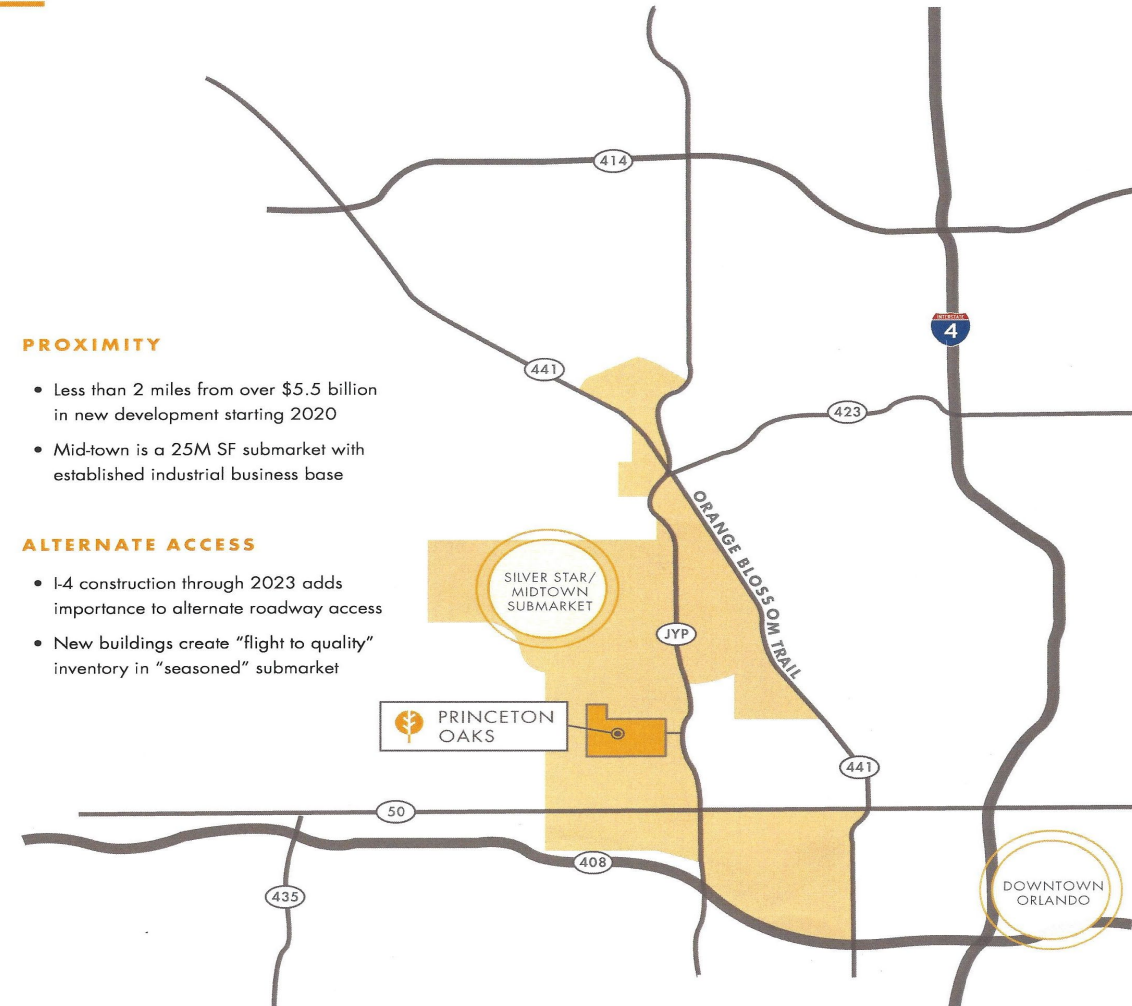 414
INTERSTATE
4
PROXIMITY
• Less than 2 miles from over $5.5 billion
in new development starting 2020
• Mid-town is a 25M SF submarket with
established industrial business base
441
423
ORANGE BLOSSOM TRAIL
ALTERNATE ACCESS
• I-4 construction through 2023 adds
importance to alternate roadway access
• New buildings create “flight to quality”
inventory in “seasoned” submarket
SILVER STAR/
MIDTOWN
SUBMARKET
JYP
PRINCETON
OAKS
441
50
408
435
DOWNTOWN
ORLANDO